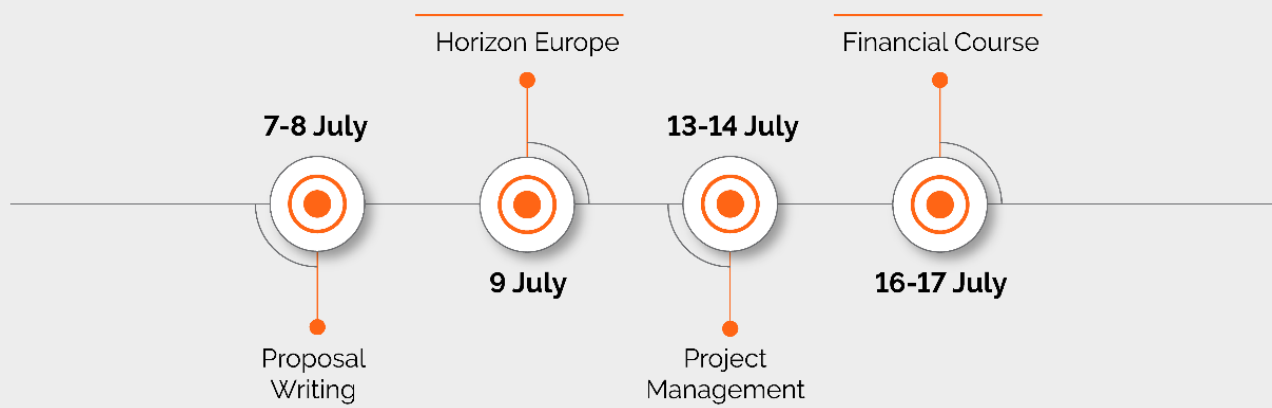 Horizon Europe
Financial Course
7-8 July
13-14 July
9 July
16-17 July
Proposal
Writing
Project
Management